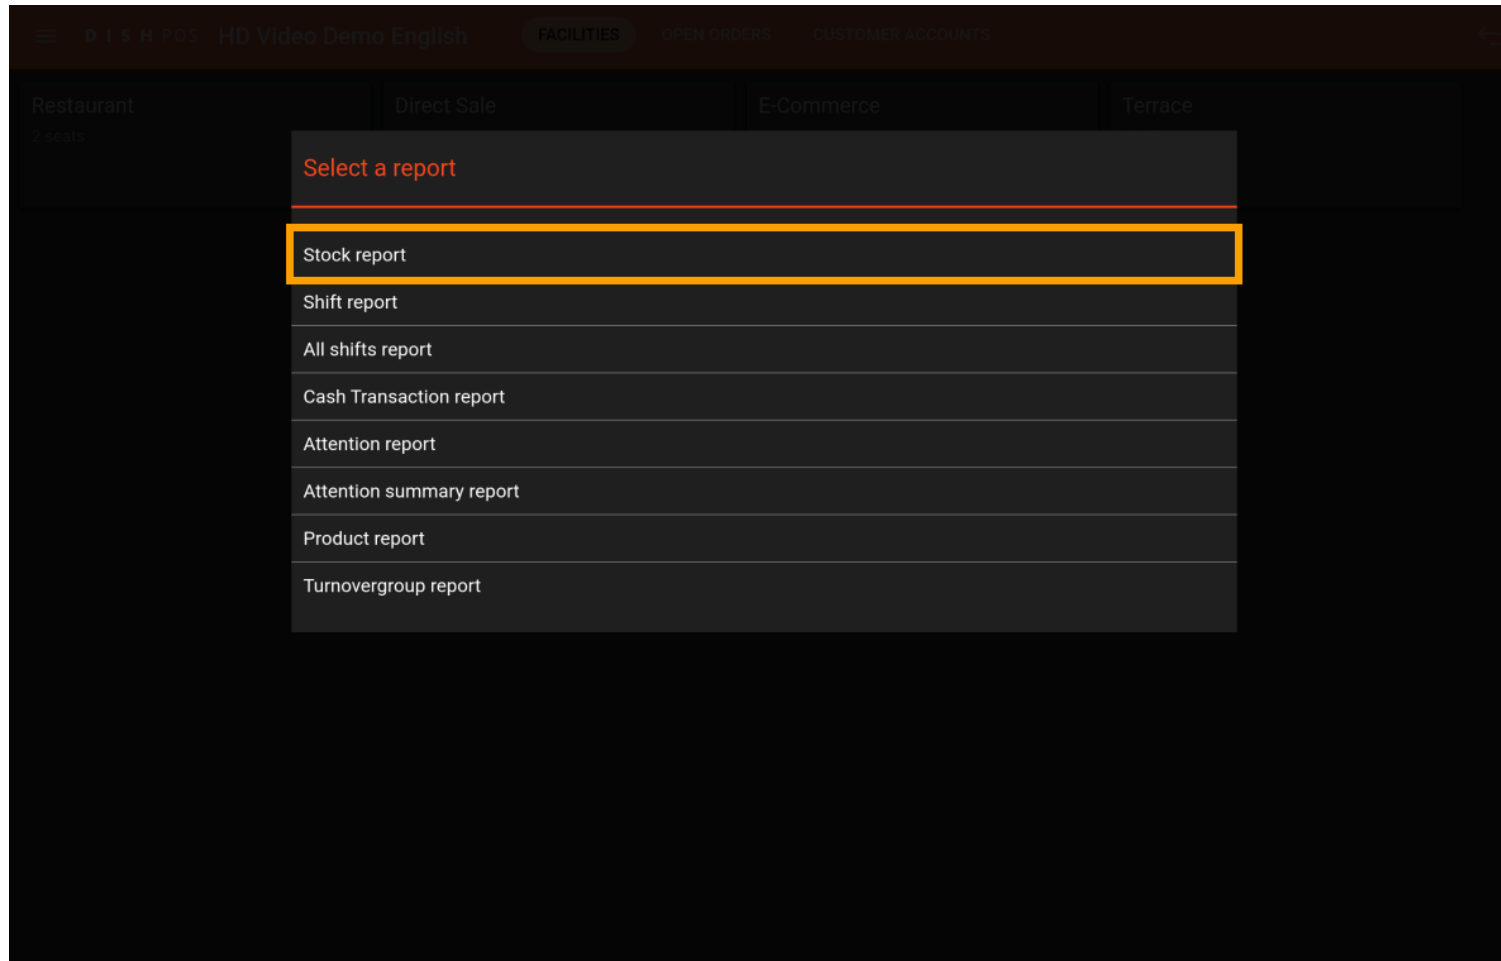 DISH POS HD Video Demo English FACILITIES OPEN ORDERS CUSTOMER ACCOUNTS
Restaurant Direct Sale E-Commerce Terrace
2 seats
Select a report
Stock report
Shift report
All shifts report
Cash Transaction report
Attention report
Attention summary report
Product report
Turnovergroup report